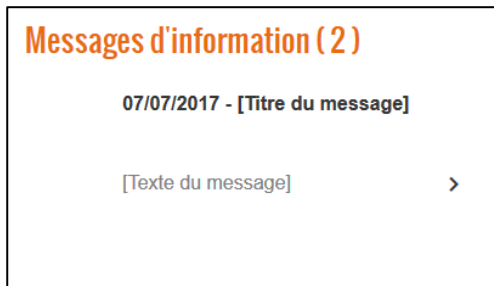 Messages d'information ( 2 )
07/07/2017 - [Titre du message]
[Texte du message]